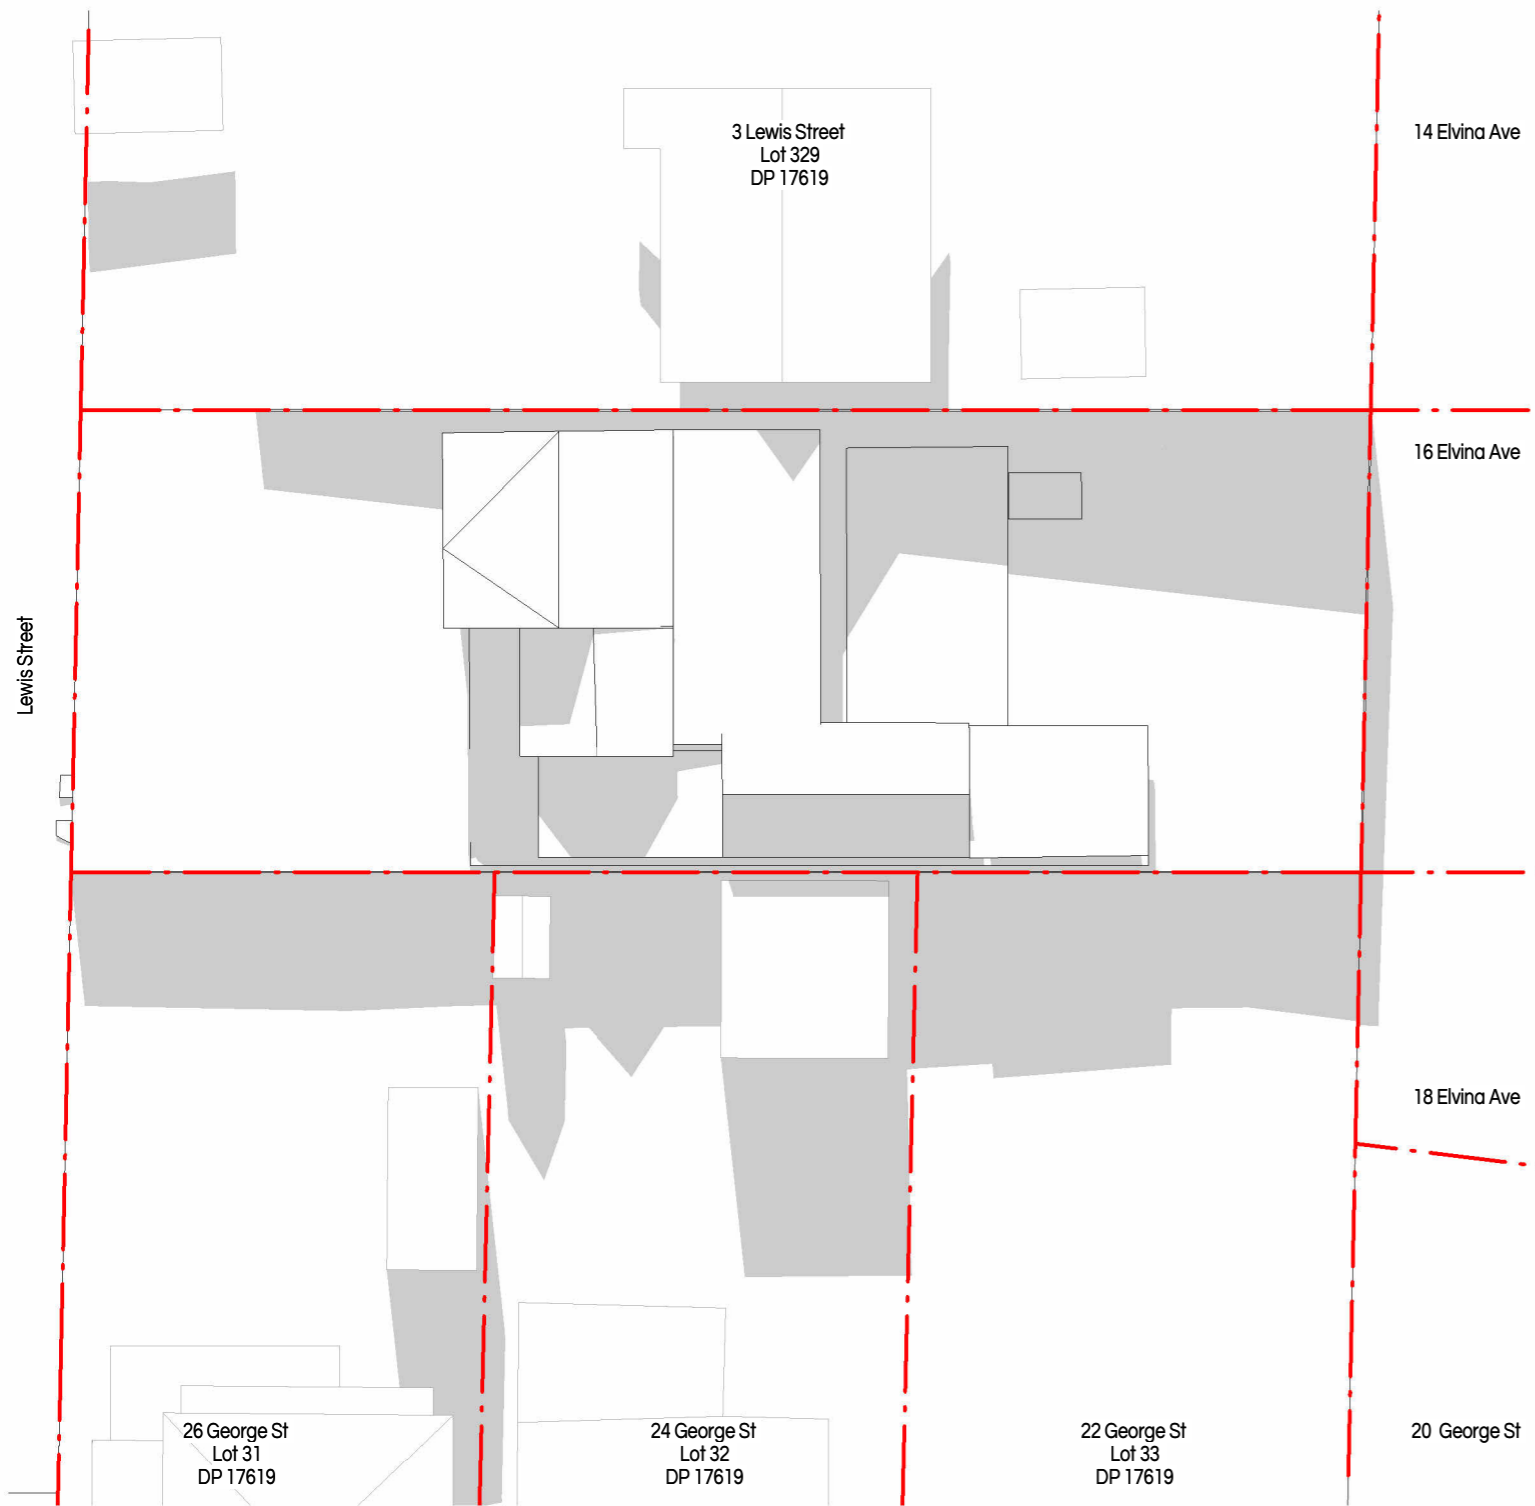 3 Lewis Street
Lot 329
DP 17619
14 Elvina Ave
16 Elvina Ave
Lewis Street
18 Elvina Ave
26 George St
Lot 31
DP 17619
24 George St
Lot 32
DP 17619
22 George St
Lot 33
DP 17619
20 George St